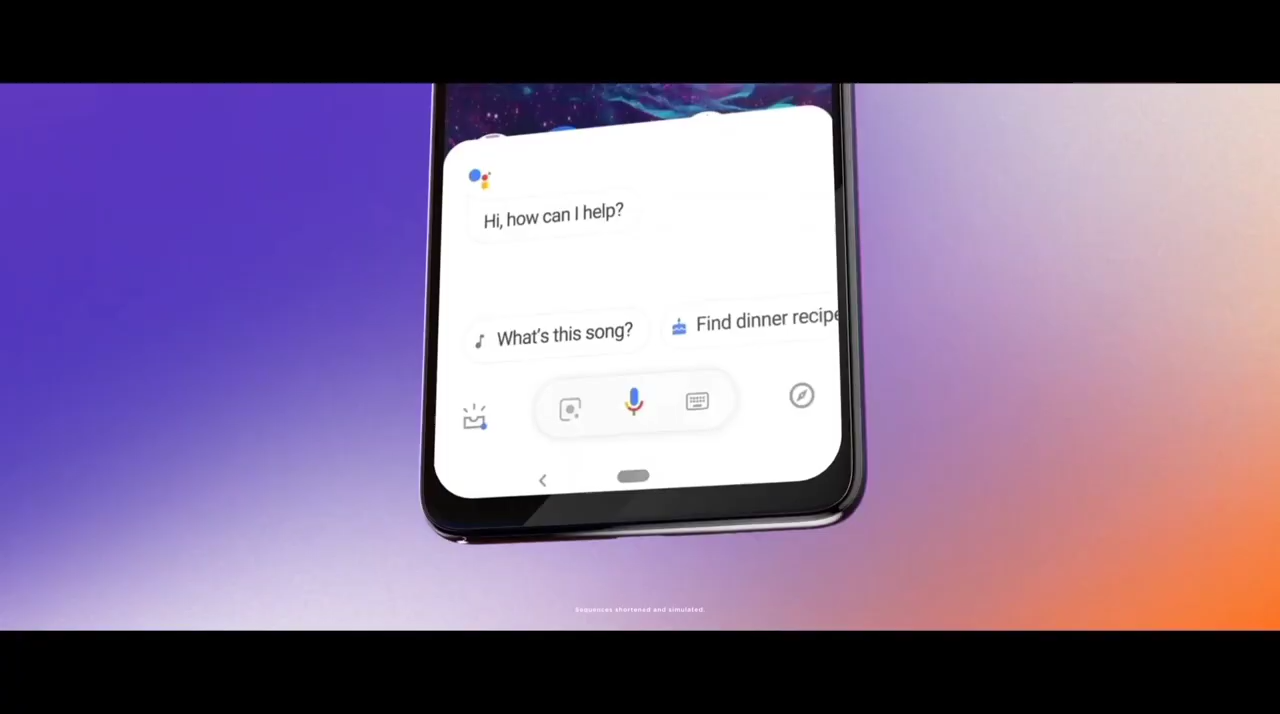 Hi, how can I help?
What's this song?
Find dinner recipe
Sequences shortened and simulated.